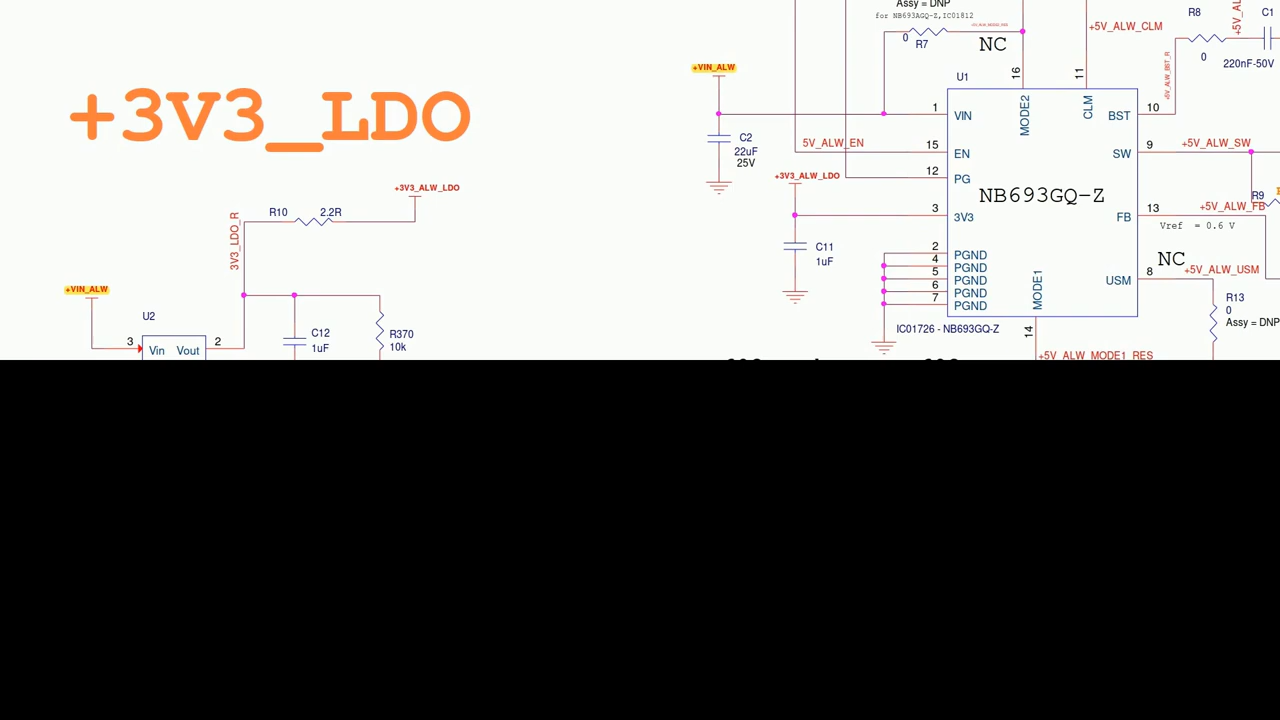 +3V3_LDO
+3V3_ALW_LDO
R10 2.2R
3V3_LDO_R
+VIN_ALW
U2
3 Vin Vout 2
C12
1uF
R370
10k
Assy = DNP
for NB693AGQ-Z,IC01812
0 R7
NC
+5V_ALW_CLM
R8
0
+5V_AL
C1
220nF-50V
+5V_ALW_BST_R
+VIN_ALW
C2
22uF
25V
5V_ALW_EN
+3V3_ALW_LDO
C11
1uF
U1
16 MODE2
11 CLM
1 VIN
15 EN
12 PG
3 3V3
2 PGND
4 PGND
5 PGND
6 PGND
7 PGND
NB693GQ-Z
BST 10
SW 9
FB 13
USM 8
MODE1 14
+5V_ALW_SW
R9
+5V_ALW_FB
Vref = 0.6 V
NC
+5V_ALW_USM
R13
0
Assy = DNP
IC01726 - NB693GQ-Z
+5V_ALW_MODE1_RES